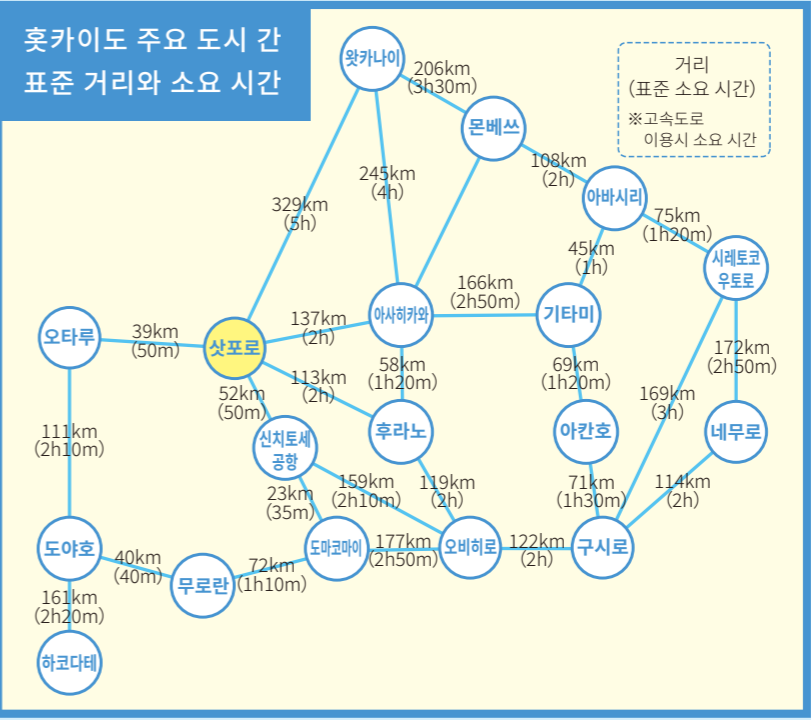 홋카이도 주요 도시 간
표준 거리와 소요 시간
거리
(표준 소요 시간)
※고속도로
이용시 소요 시간
왓카나이
206km
(3h30m)
몬베쓰
108km
(2h)
245km
(4h)
아바시리
329km
(5h)
75km
(1h20m)
45km
(1h)
시레토코
우토로
166km
(2h50m)
아사히카와
기타미
137km
(2h)
오타루
39km
(50m)
삿포로
58km
(1h20m)
69km
(1h20m)
172km
(2h50m)
113km
(2h)
52km
(50m)
169km
(3h)
111km
(2h10m)
신치토세
공항
후라노
아칸호
네무로
159km
(2h10m)
119km
(2h)
71km
(1h30m)
114km
(2h)
23km
(35m)
도야호
도마코마이
177km
(2h50m)
오비히로
122km
(2h)
구시로
40km
(40m)
무로란
72km
(1h10m)
161km
(2h20m)
하코다테